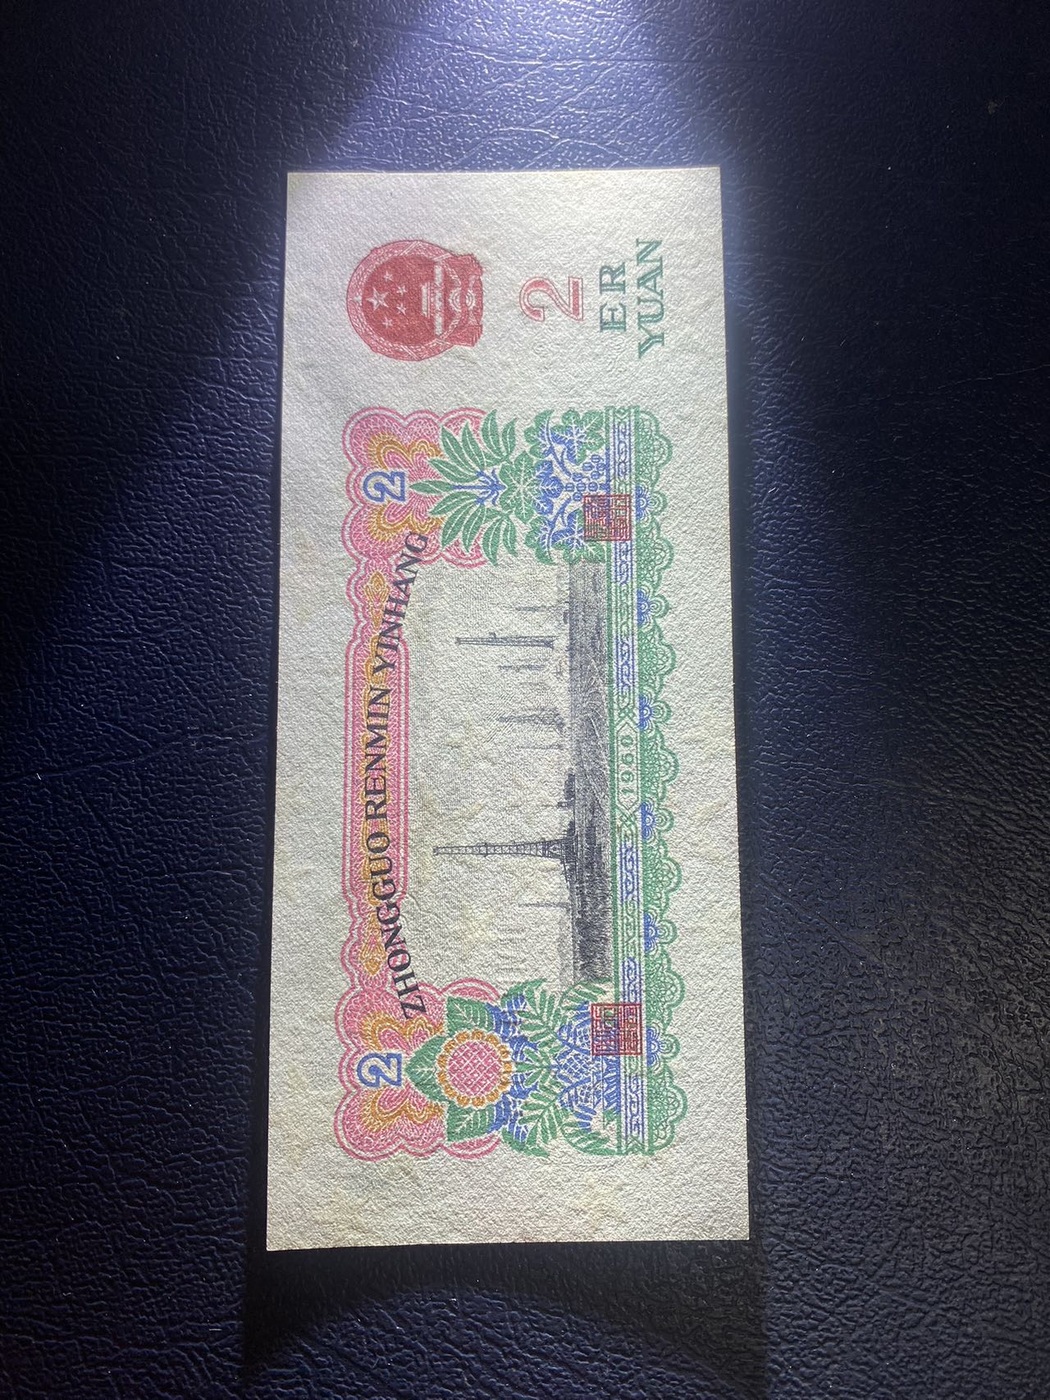 ZHONGGUO RENMIN YINHANG
2
2
2
ER
YUAN
1960